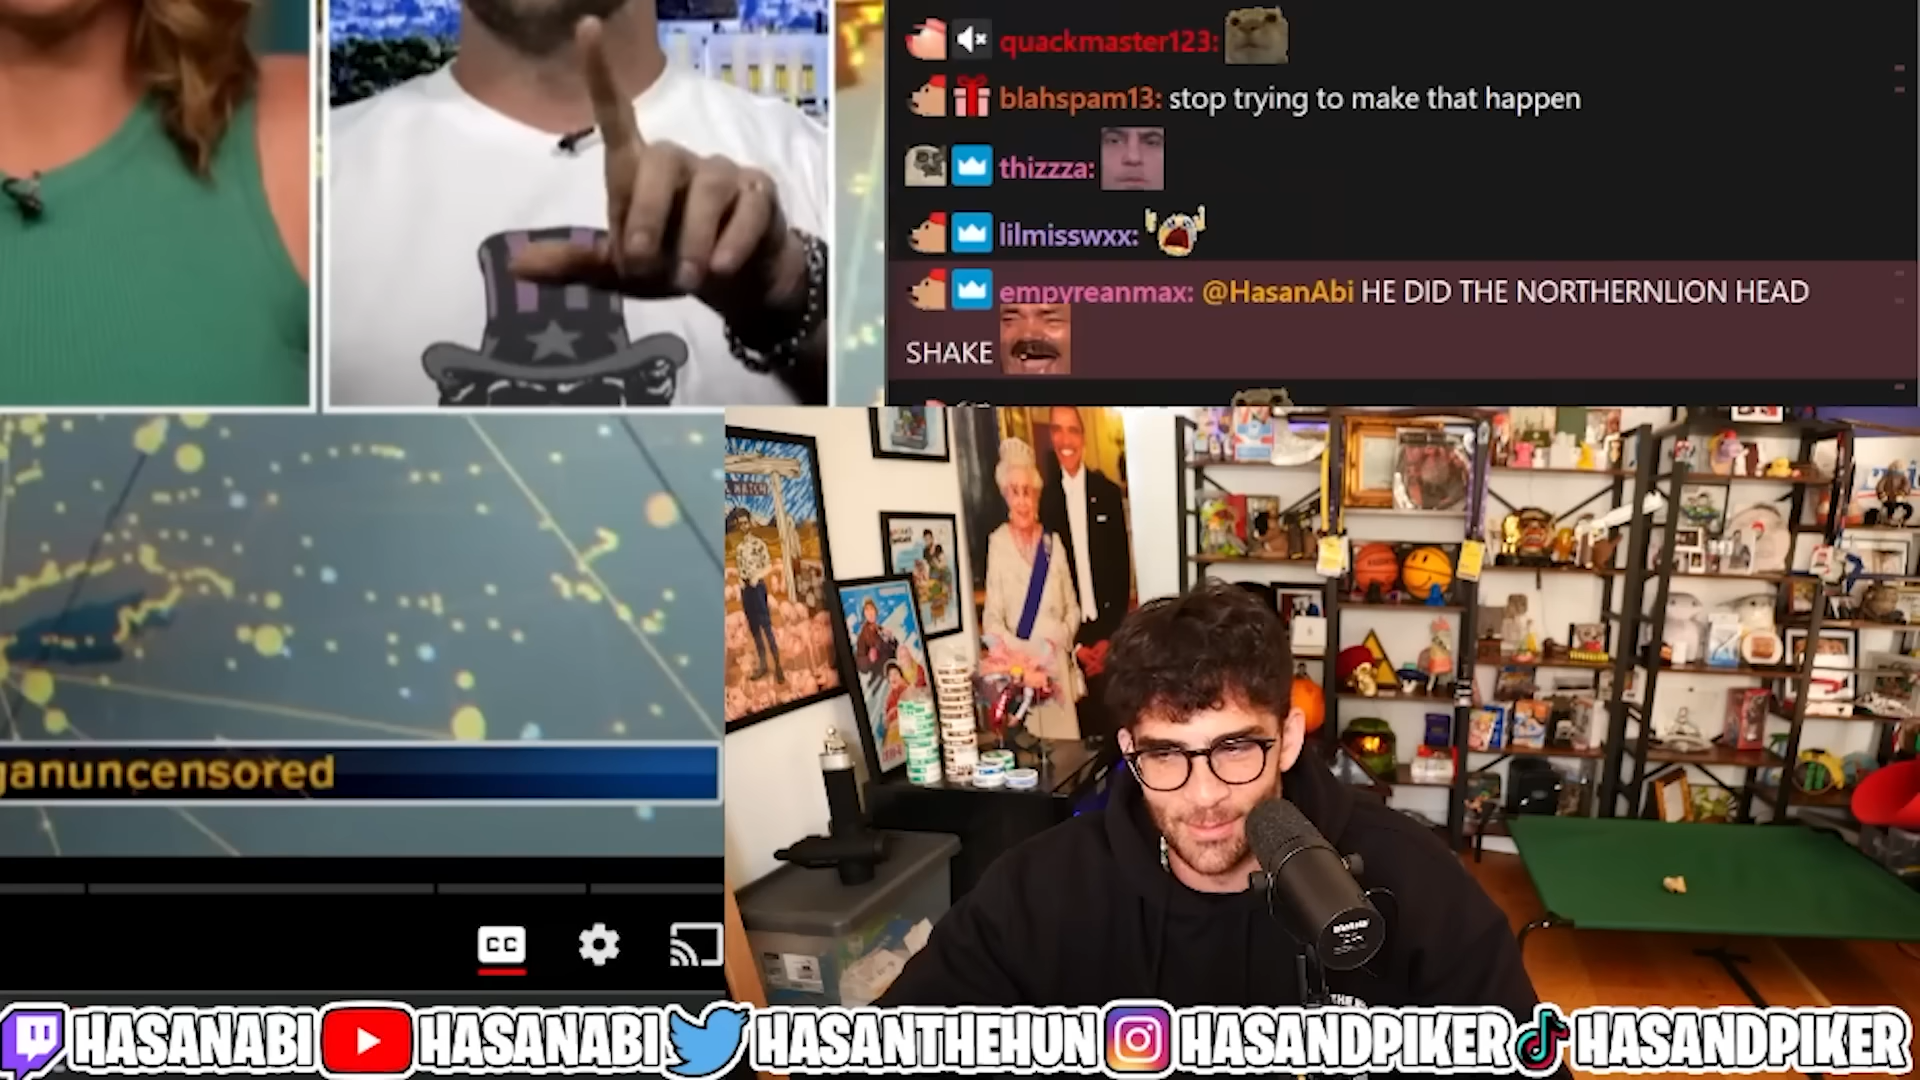 quackmaster123:
blahspam13: stop trying to make that happen
thizzza:
lilmisswxx:
empyreanmax: @HasanAbi HE DID THE NORTHERNLION HEAD
SHAKE
ganuncensored
CC
HASANABI HASANABI HASANTHEHUN HASANDPIKER HASANDPIKER